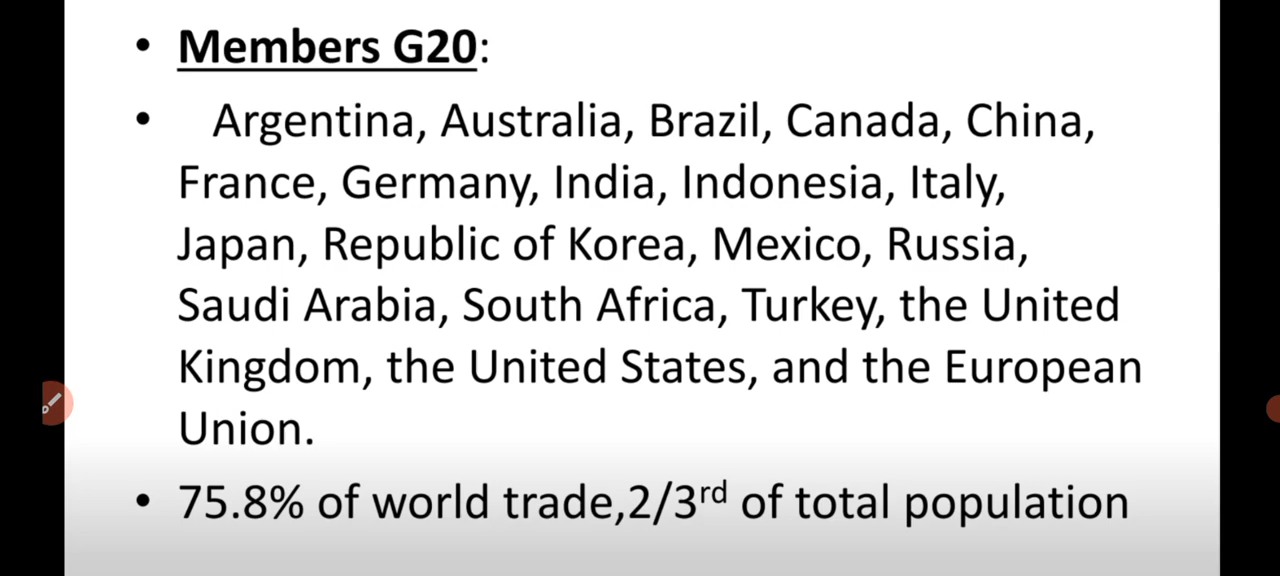 • Members G20:
• Argentina, Australia, Brazil, Canada, China,
France, Germany, India, Indonesia, Italy,
Japan, Republic of Korea, Mexico, Russia,
Saudi Arabia, South Africa, Turkey, the United
Kingdom, the United States, and the European
Union.
• 75.8% of world trade,2/3rd of total population